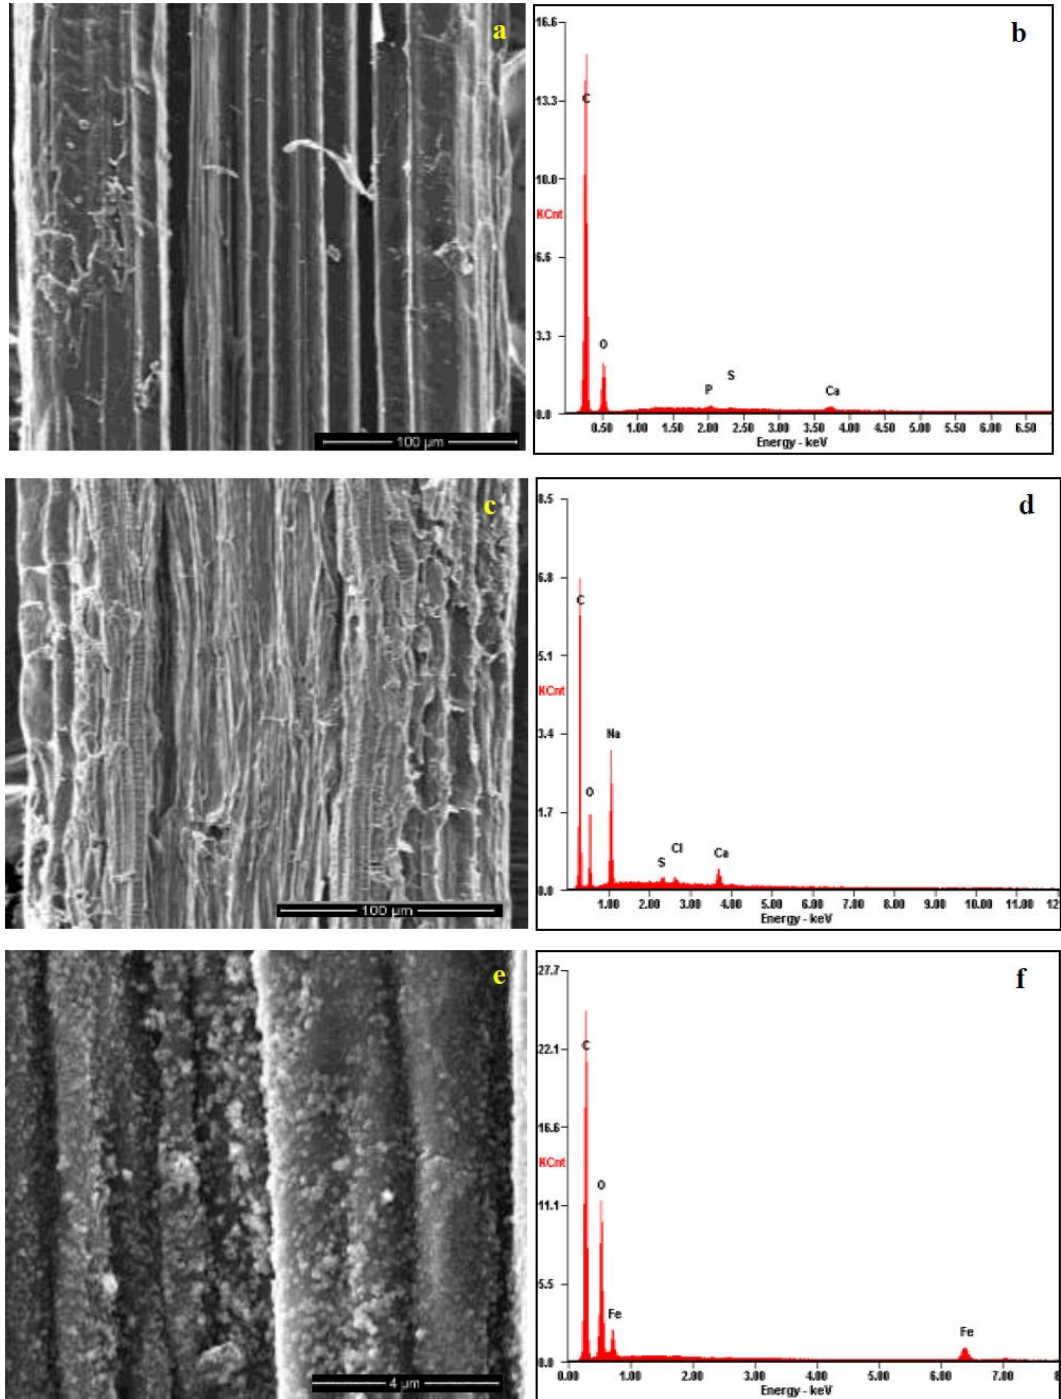 a
100 µm
b
16.6
13.3
10.0
KCnt
6.6
3.3
0.0
C
O
P
S
Ca
0.50 1.00 1.50 2.00 2.50 3.00 3.50 4.00 4.50 5.00 5.50 6.00 6.50
Energy - keV
c
100 µm
d
8.5
6.8
5.1
KCnt
3.4
1.7
0.0
C
O
Na
S
Cl
Ca
1.00 2.00 3.00 4.00 5.00 6.00 7.00 8.00 9.00 10.00 11.00 12
Energy - keV
e
4 µm
f
27.7
22.1
16.6
KCnt
11.1
5.5
0.0
C
O
Fe
Fe
0.00 1.00 2.00 3.00 4.00 5.00 6.00 7.00 8
Energy - keV